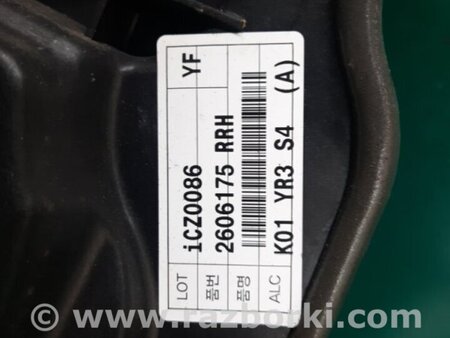 LOT iCZ0086 YF
품번 2606175 RRH
품명
ALC K01 YR3 S4 (A)
© www.razborki.com